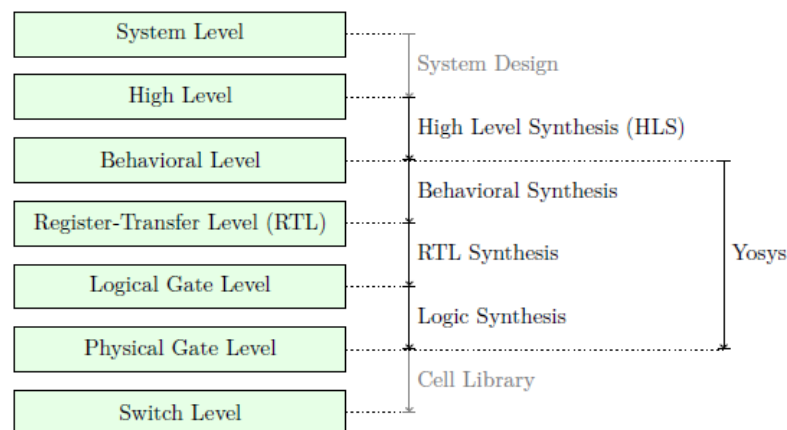 System Level
System Design
High Level
High Level Synthesis (HLS)
Behavioral Level
Behavioral Synthesis
Register-Transfer Level (RTL)
RTL Synthesis
Yosys
Logical Gate Level
Logic Synthesis
Physical Gate Level
Cell Library
Switch Level